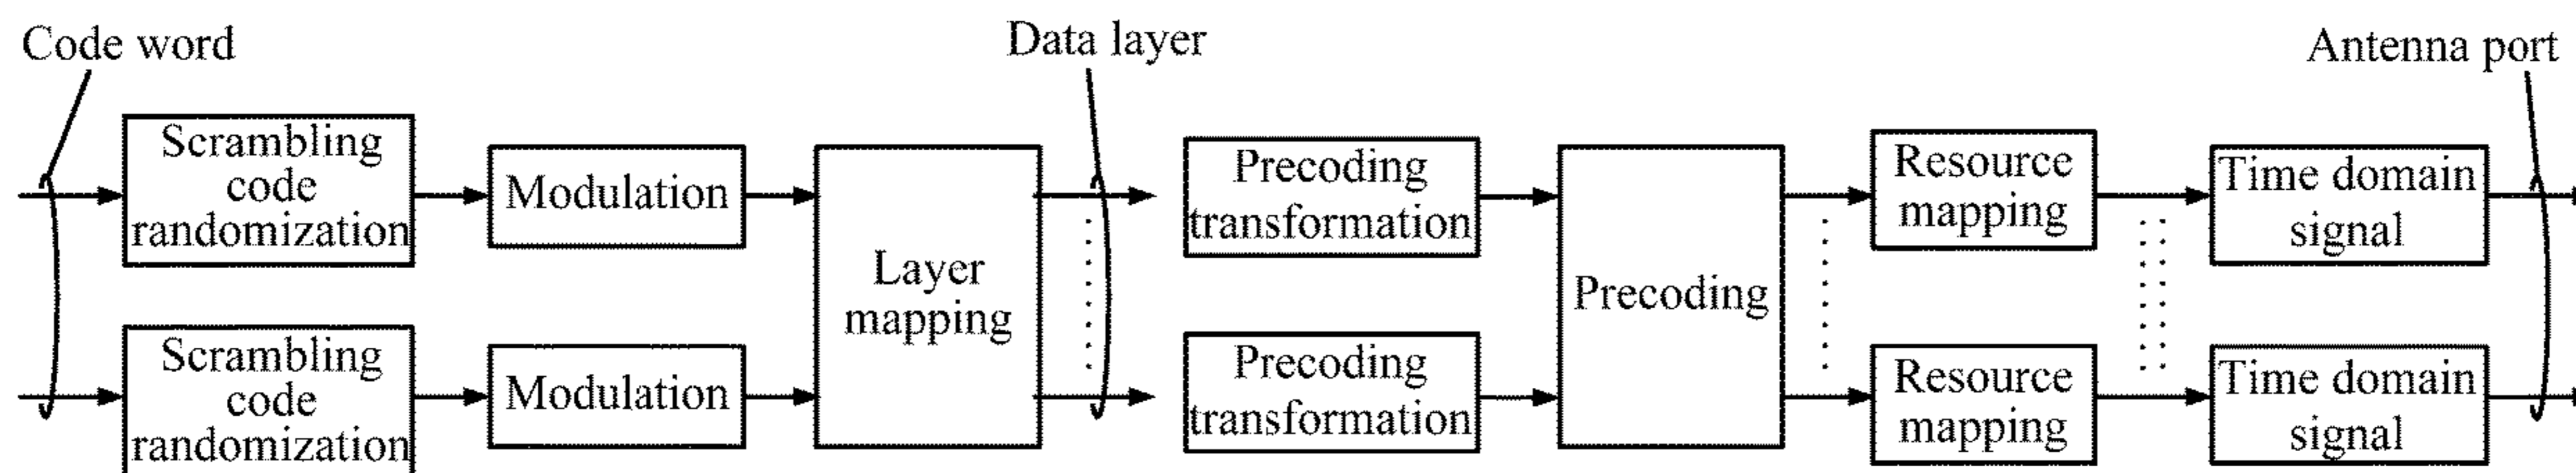 Code word
Data layer
Antenna port
Scrambling
code
randomization
Modulation
Layer
mapping
Precoding
transformation
Precoding
Resource
mapping
Time domain
signal
Scrambling
code
randomization
Modulation
Precoding
transformation
Resource
mapping
Time domain
signal